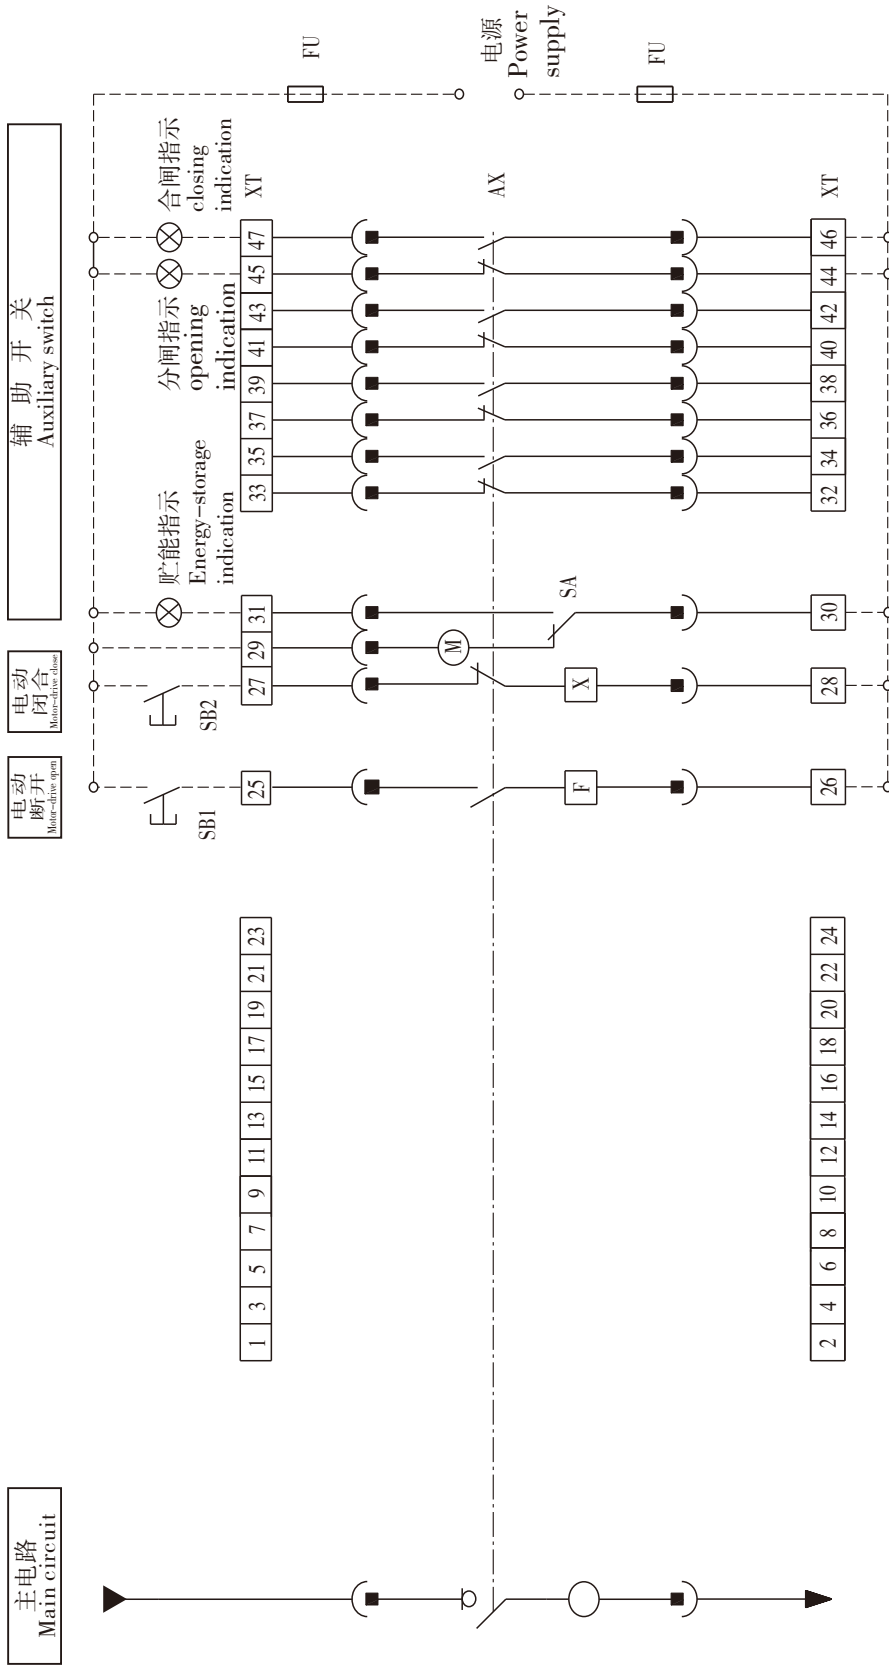 主电路
Main circuit
电动
断开
Motor-drive open
电动
闭合
Motor-drive close
辅 助 开 关
Auxiliary switch
SB1
SB2
贮能指示
Energy-storage
indication
分闸指示
opening
indication
合闸指示
closing
indication
XT
FU
1 3 5 7 9 11 13 15 17 19 21 23
25
27 29 31
33 35 37 39 41 43 45 47
M
SA
AX
电源
Power
supply
F
X
2 4 6 8 10 12 14 16 18 20 22 24
26
28
30
32 34 36 38 40 42 44 46
XT
FU